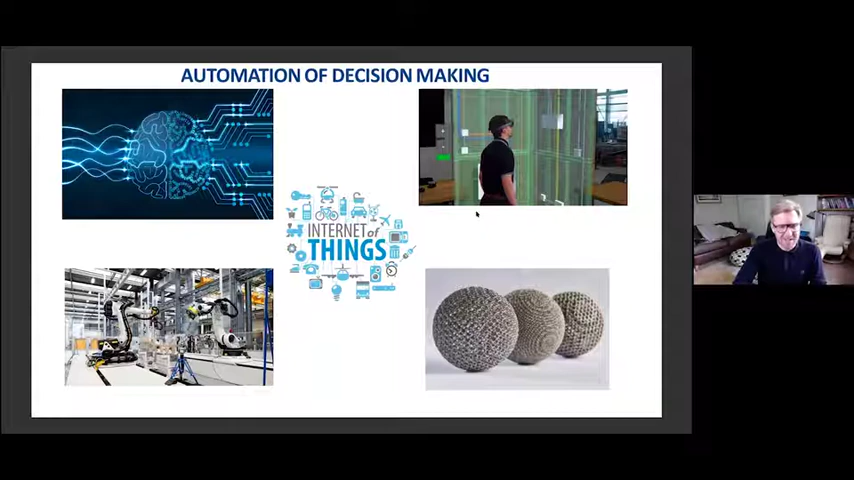 AUTOMATION OF DECISION MAKING
INTERNET of
THINGS